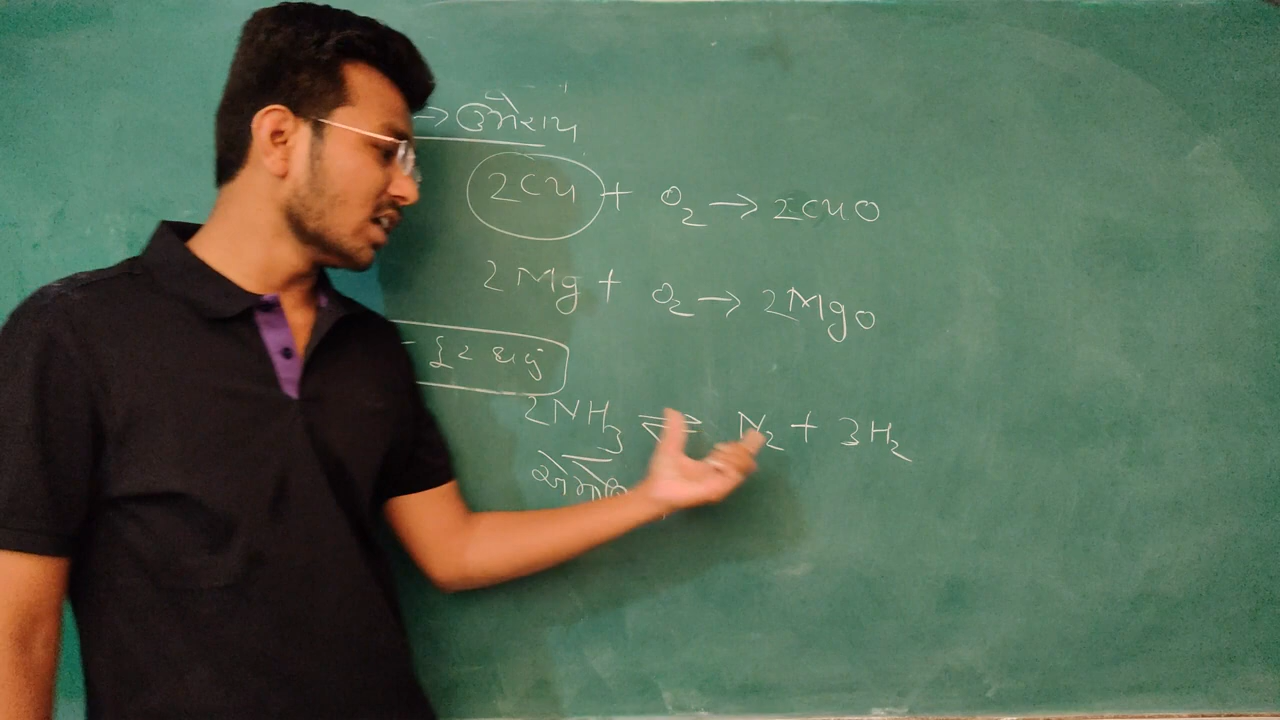 → ઉમેરાય
2Cu + O₂ → 2CuO
2Mg + O₂ → 2MgO
- દૂર થવું
2NH₃ ⇌ N₂ + 3H₂